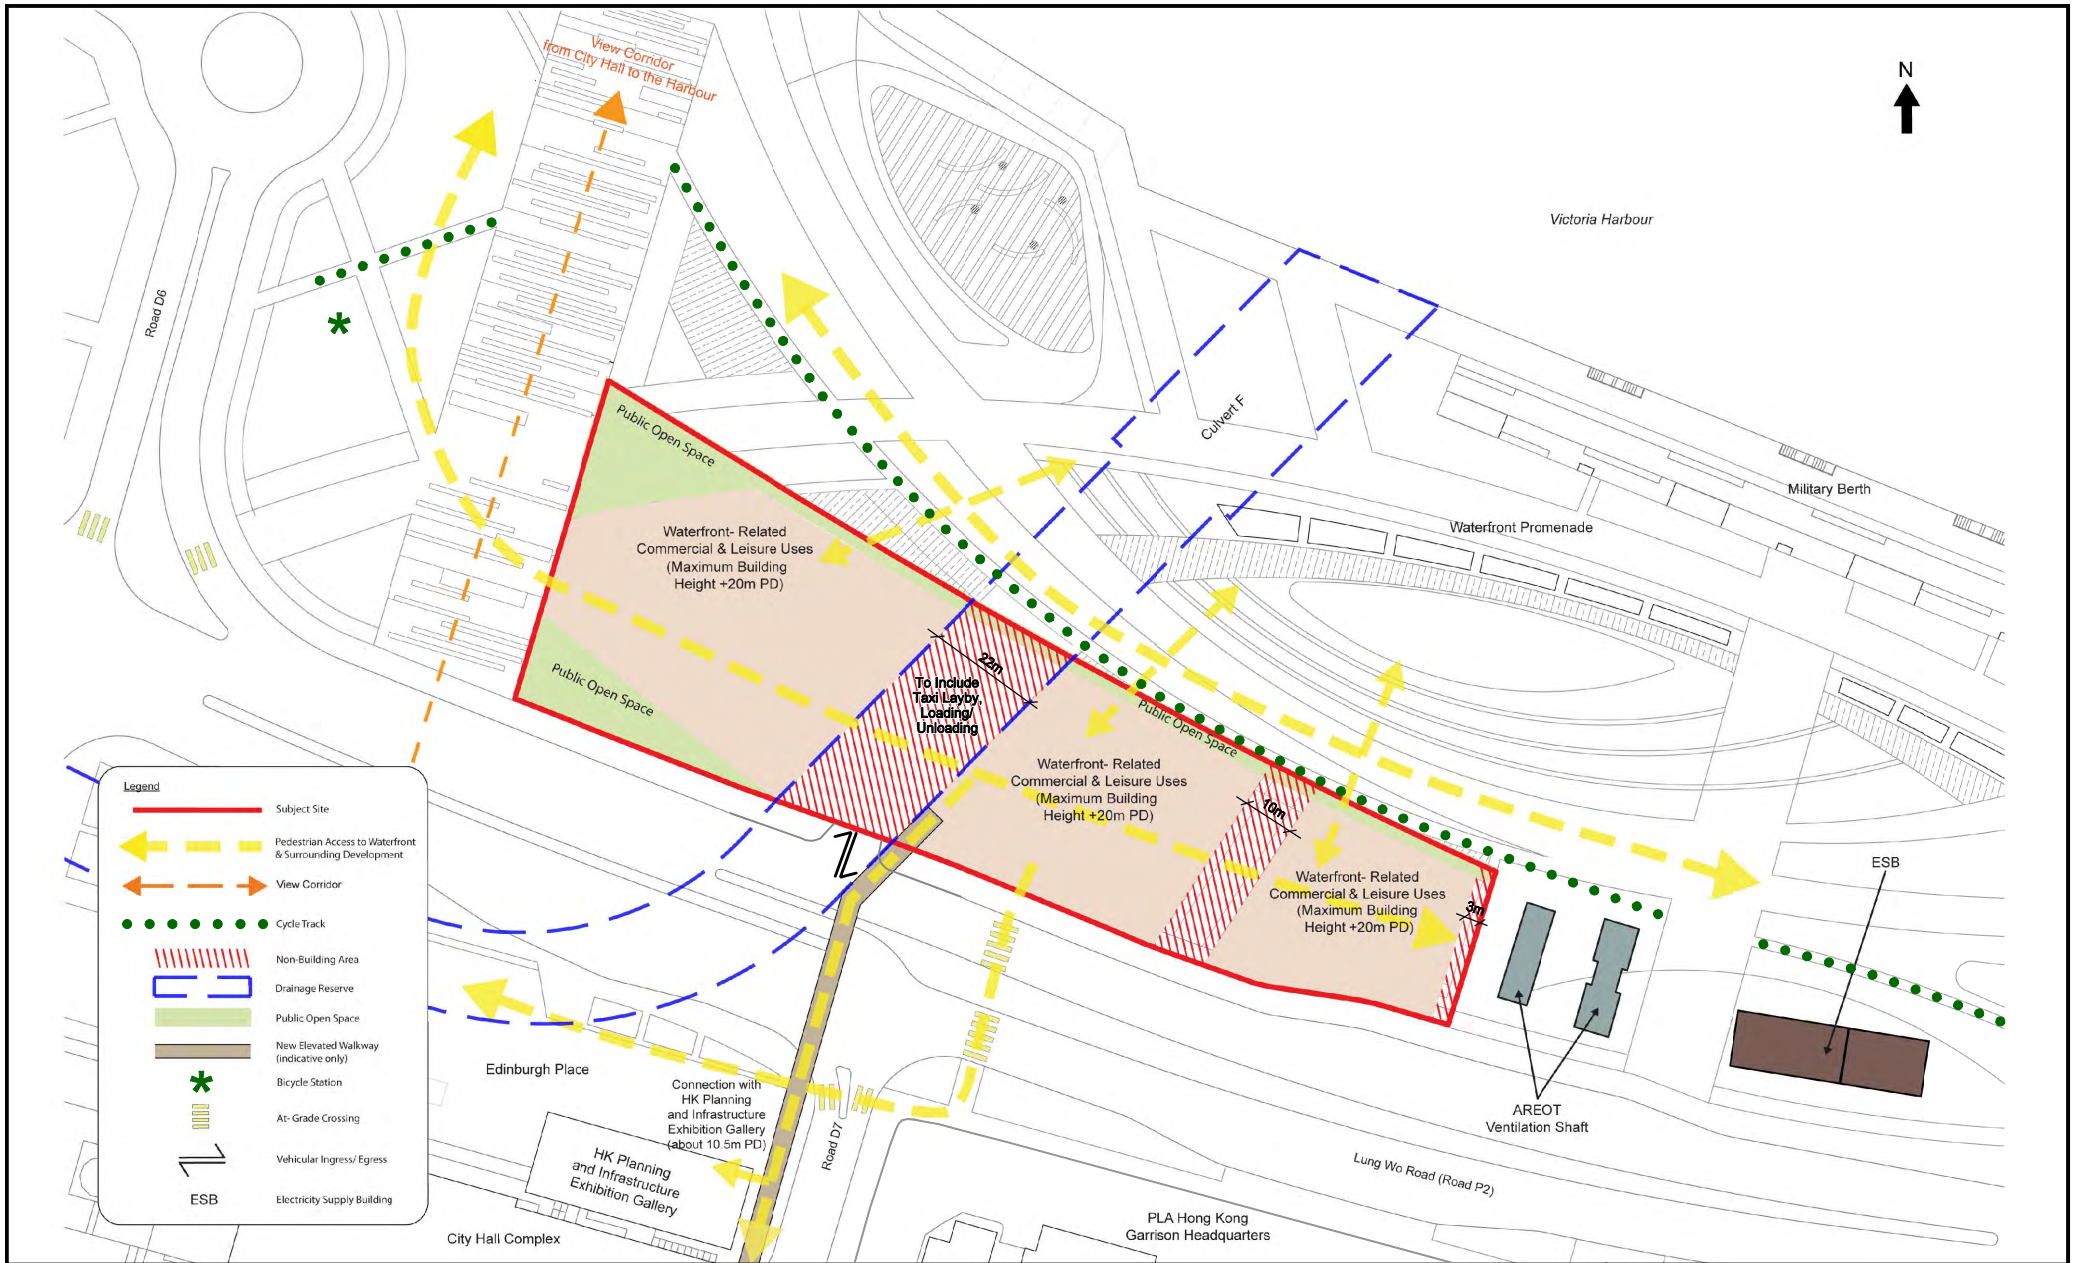 View Corridor
from City Hall to the Harbour
N
Victoria Harbour
Road D6
Culvert F
Military Berth
Waterfront Promenade
Public Open Space
Waterfront- Related
Commercial & Leisure Uses
(Maximum Building
Height +20m PD)
Public Open Space
22m
To Include
Taxi Layby,
Loading/
Unloading
Public Open Space
Waterfront- Related
Commercial & Leisure Uses
(Maximum Building
Height +20m PD)
10m
Waterfront- Related
Commercial & Leisure Uses
(Maximum Building
Height +20m PD)
3m
ESB
AREOT
Ventilation Shaft
Lung Wo Road (Road P2)
Edinburgh Place
Connection with
HK Planning
and Infrastructure
Exhibition Gallery
(about 10.5m PD)
Road D7
HK Planning
and Infrastructure
Exhibition Gallery
City Hall Complex
PLA Hong Kong
Garrison Headquarters
Legend
Subject Site
Pedestrian Access to Waterfront
& Surrounding Development
View Corridor
Cycle Track
Non-Building Area
Drainage Reserve
Public Open Space
New Elevated Walkway
(indicative only)
Bicycle Station
At- Grade Crossing
Vehicular Ingress/ Egress
ESB Electricity Supply Building